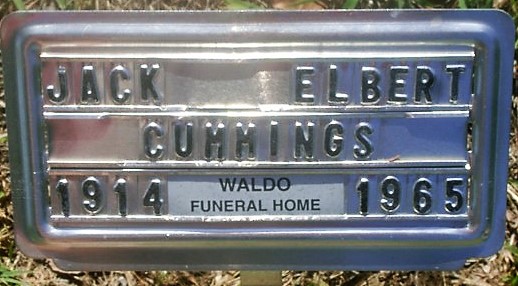 JACK ELBERT
CUMMINGS
1914 WALDO 1965
FUNERAL HOME